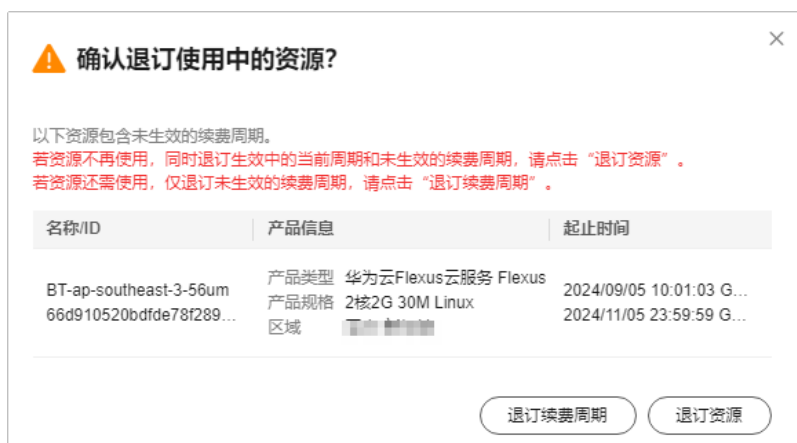 确认退订使用中的资源？
以下资源包含未生效的续费周期。
若资源不再使用，同时退订生效中的当前周期和未生效的续费周期，请点击“退订资源”。
若资源还需使用，仅退订未生效的续费周期，请点击“退订续费周期”。
名称/ID 产品信息 起止时间
BT-ap-southeast-3-56um
66d910520bdfde78f289...
产品类型 华为云Flexus云服务 Flexus
产品规格 2核2G 30M Linux
区域
2024/09/05 10:01:03 G...
2024/11/05 23:59:59 G...
退订续费周期 退订资源